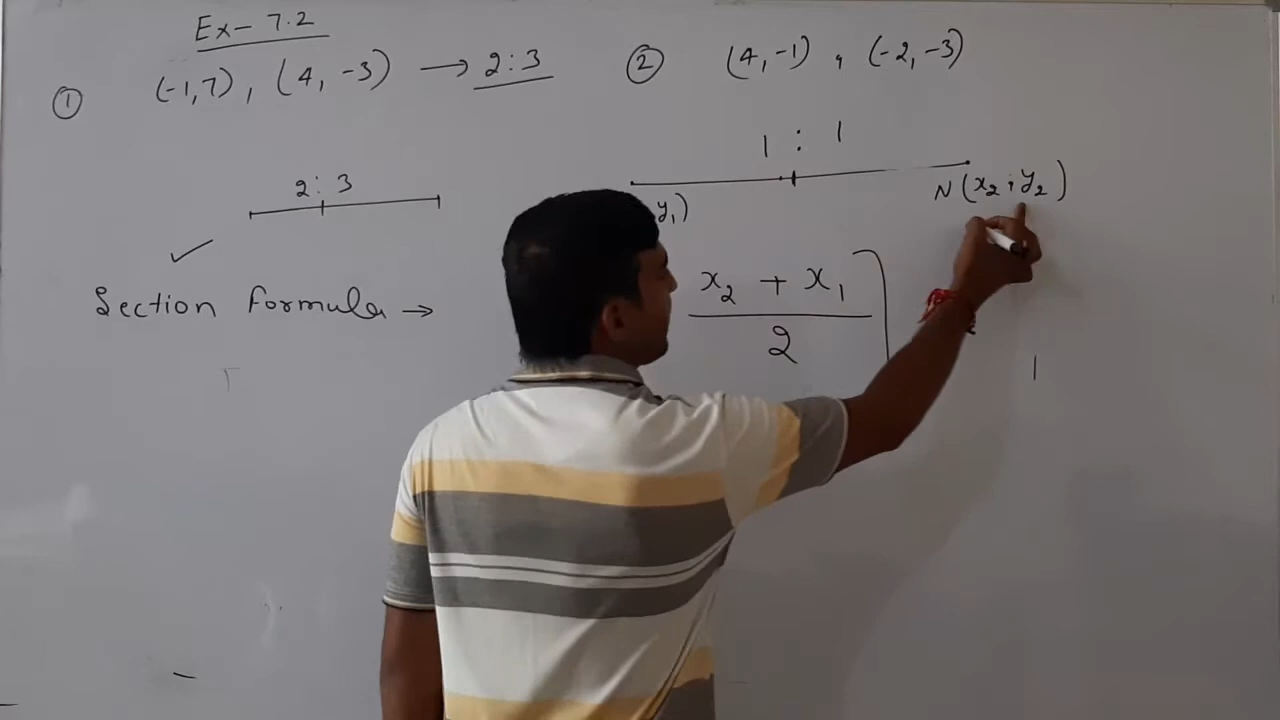 Ex- 7.2
① (-1,7), (4, -3) → 2:3
② (4,-1) , (-2,-3)
2: 3
1 : 1
y₁)
N (x₂ , y₂)
Section formula →
x₂ + x₁
2